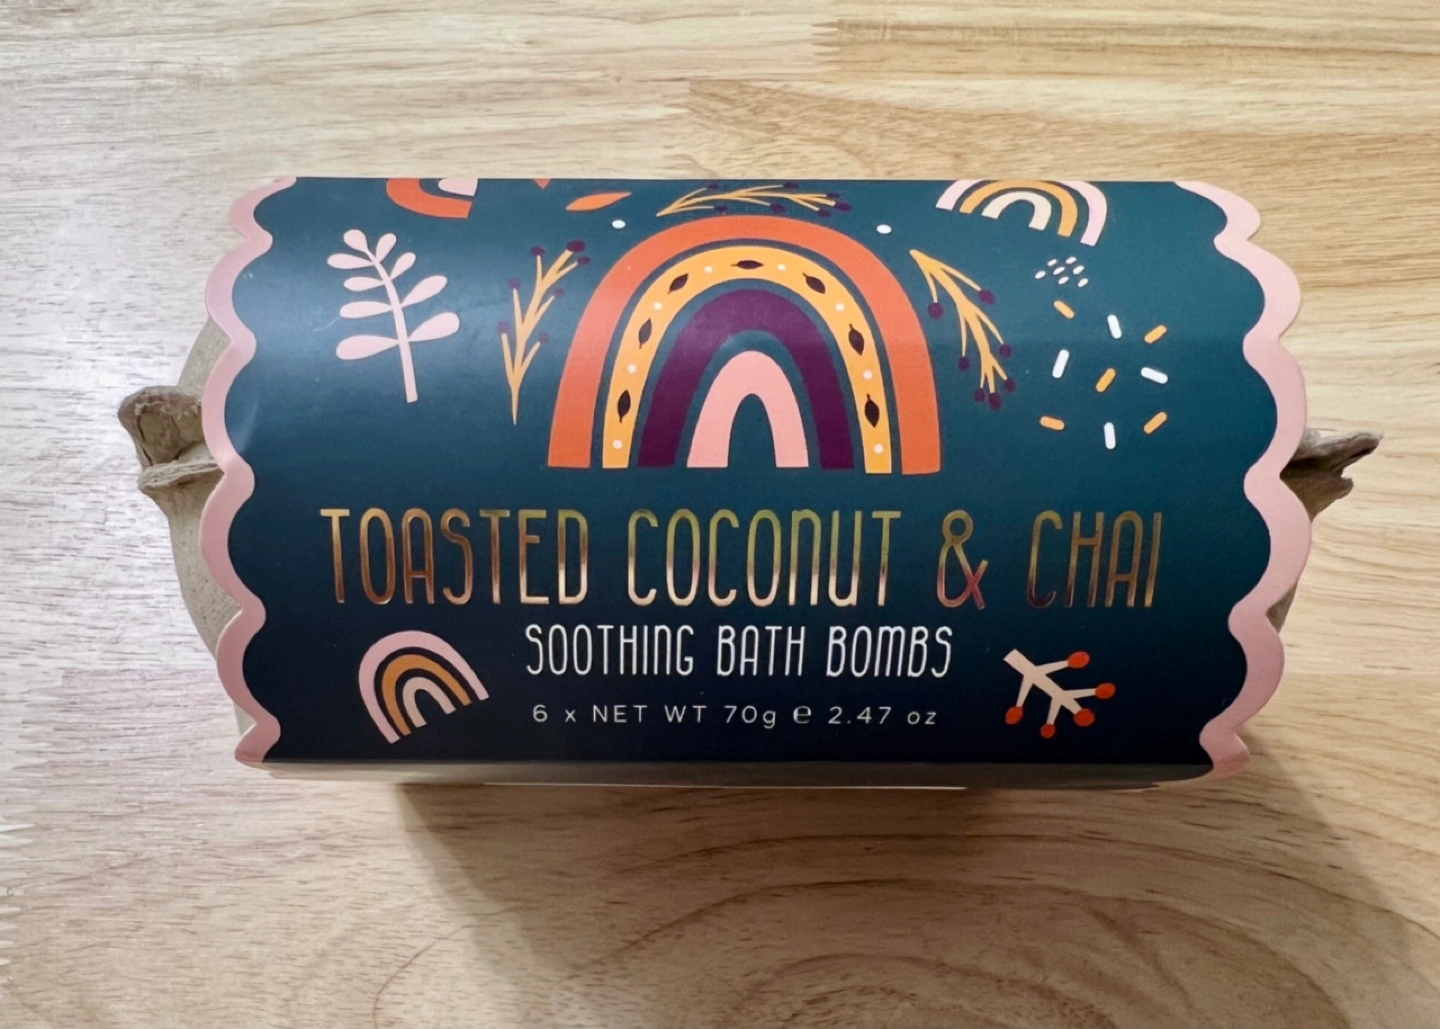 TOASTED COCONUT & CHAI
SOOTHING BATH BOMBS
6 x NET WT 70g ℮ 2.47 oz